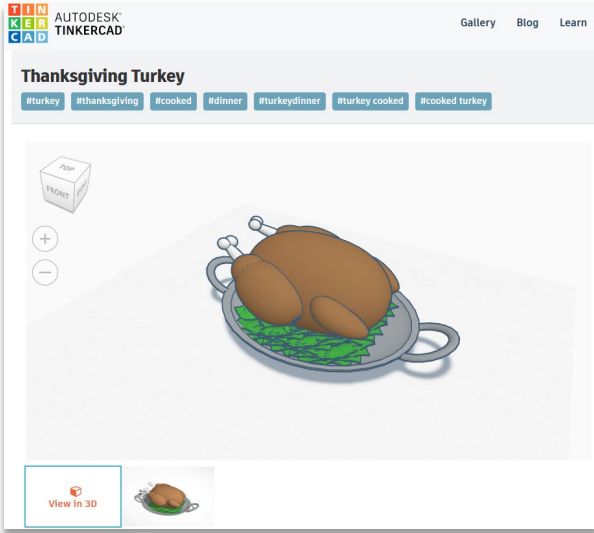 TIN
KER
CAD
AUTODESK®
TINKERCAD®
Gallery Blog Learn
Thanksgiving Turkey
#turkey #thanksgiving #cooked #dinner #turkeydinner #turkey cooked #cooked turkey
TOP
FRONT
View in 3D